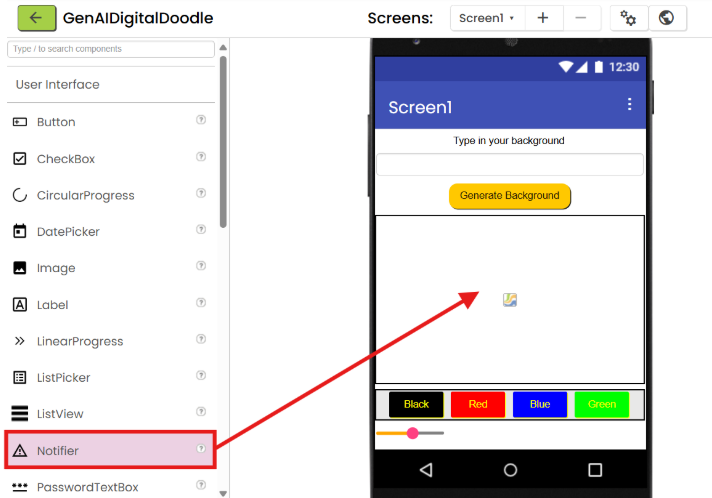 GenAIDigitalDoodle
Screens:
Screen1
Type / to search components
User Interface
Button
?
CheckBox
?
CircularProgress
?
DatePicker
?
Image
?
Label
?
LinearProgress
?
ListPicker
?
ListView
?
Notifier
?
PasswordTextBox
?
12:30
Screen1
Type in your background
Generate Background
Black Red Blue Green